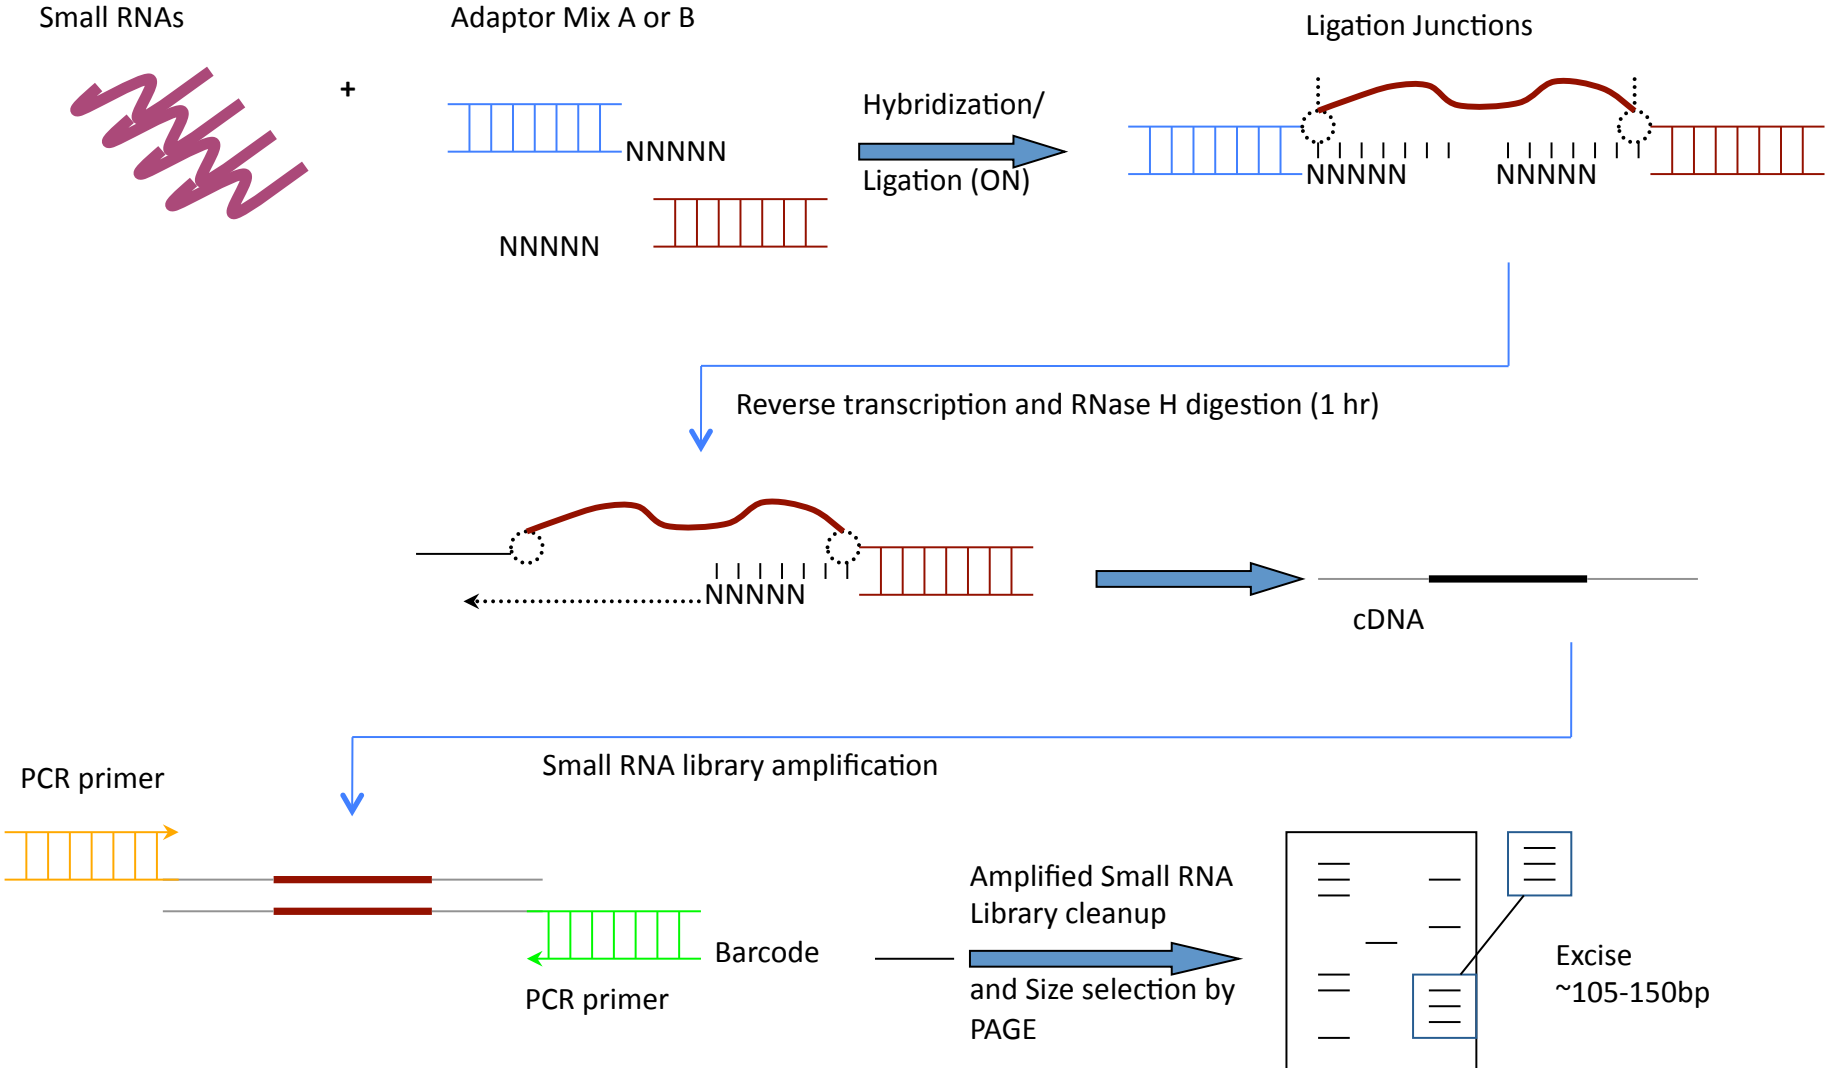 Small RNAs
Adaptor Mix A or B
Ligation Junctions
+
Hybridization/
NNNNN
Ligation (ON)
NNNNN
NNNNN
NNNNN
Reverse transcription and RNase H digestion (1 hr)
NNNNN
cDNA
Small RNA library amplification
PCR primer
Amplified Small RNA
Library cleanup
Barcode
and Size selection by
PAGE
PCR primer
Excise
~105-150bp